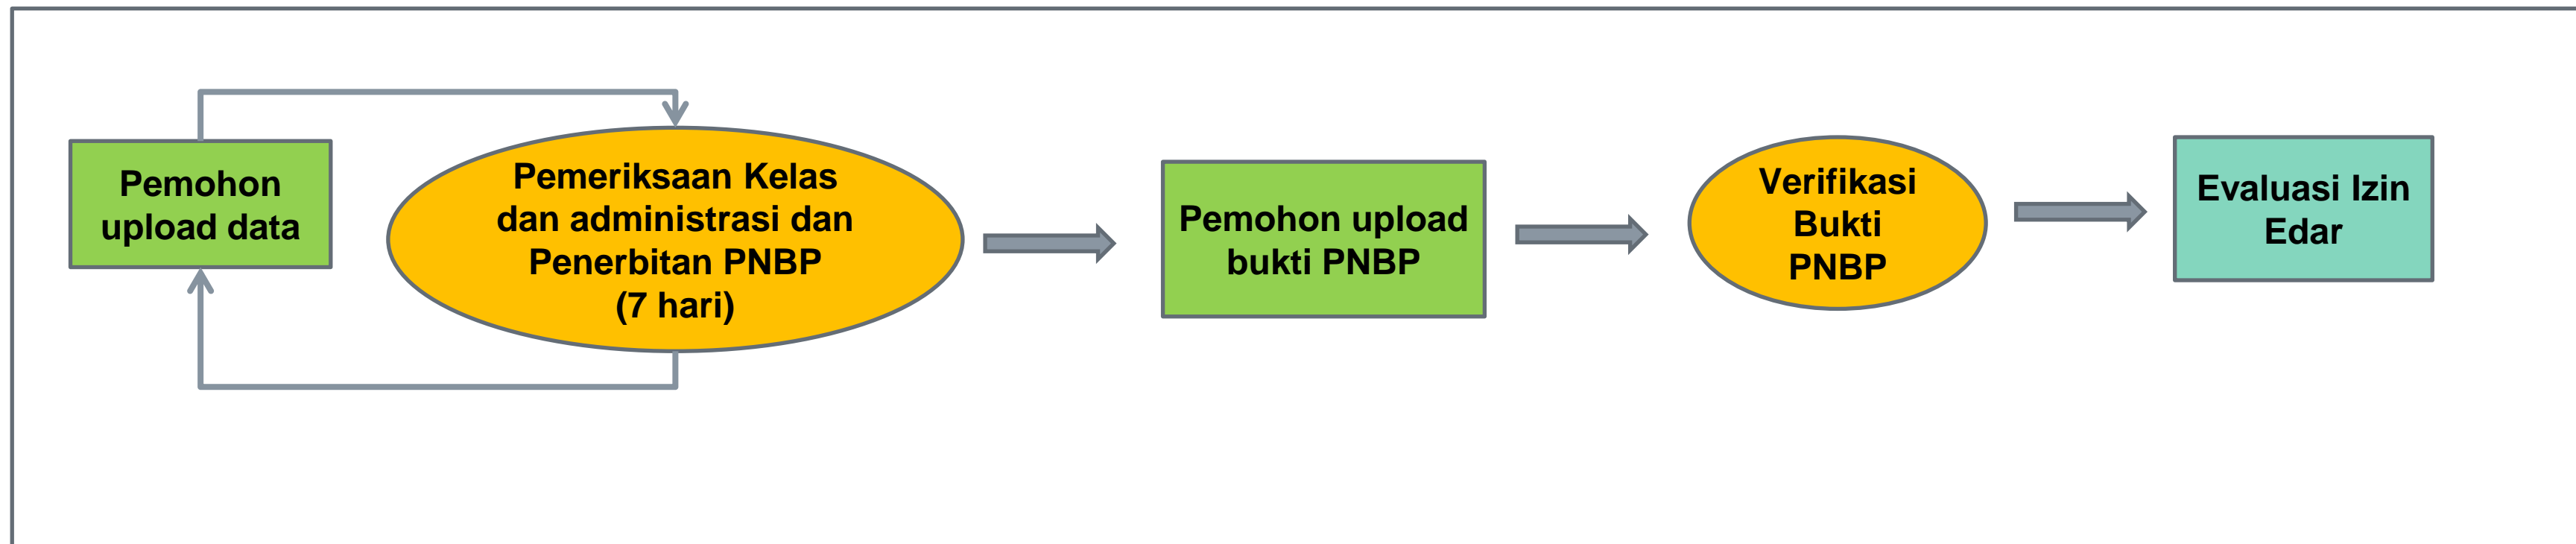 Pemohon
upload data
Pemeriksaan Kelas
dan administrasi dan
Penerbitan PNBP
(7 hari)
Pemohon upload
bukti PNBP
Verifikasi
Bukti
PNBP
Evaluasi Izin
Edar